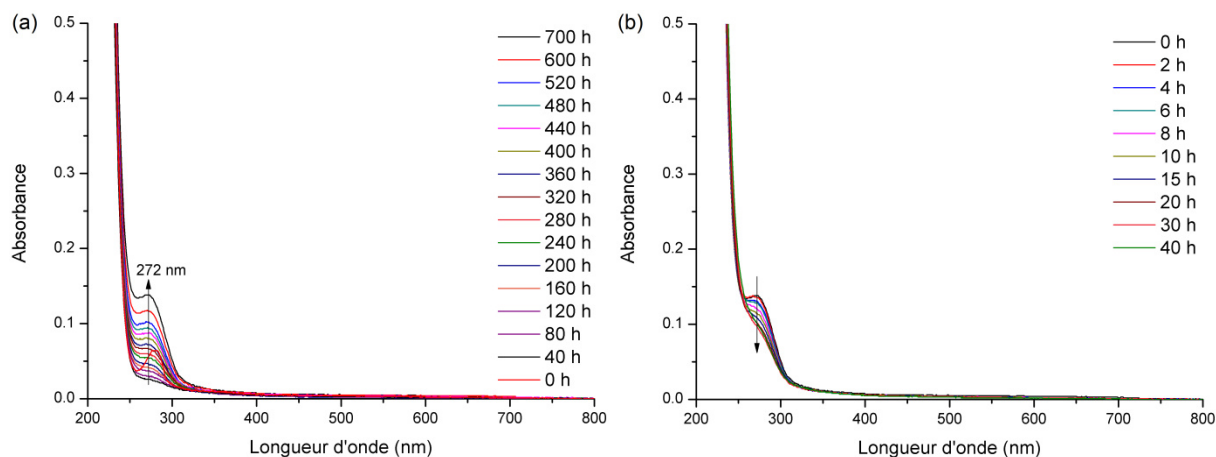 (a)
0.5
0.4
0.3
0.2
0.1
0.0
Absorbance
272 nm
200 300 400 500 600 700 800
Longueur d'onde (nm)
700 h
600 h
520 h
480 h
440 h
400 h
360 h
320 h
280 h
240 h
200 h
160 h
120 h
80 h
40 h
0 h
(b)
0.5
0.4
0.3
0.2
0.1
0.0
Absorbance
200 300 400 500 600 700 800
Longueur d'onde (nm)
0 h
2 h
4 h
6 h
8 h
10 h
15 h
20 h
30 h
40 h